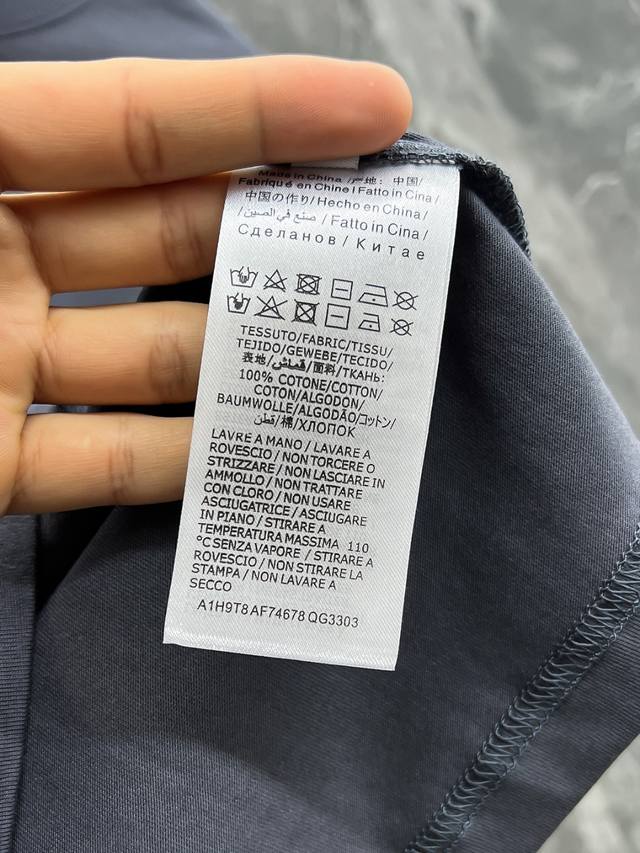 Made in China / 产地: 中国/
Fabriqué en Chine I Fatto in Cina/
中国の作り/ Hecho en China/
/ صنع في الصين / Fatto in Cina/
Сделанов / Китае
TESSUTO/FABRIC/TISSU/
TEJIDO/GEWEBE/TECIDO/
表地/قماش/面料/ТКАНЬ:
100% COTONE/COTTON/
COTON/ALGODON/
BAUMWOLLE/ALGODÃO/コットン/
قطن/棉/ХЛОПОК
LAVRE A MANO / LAVARE A
ROVESCIO / NON TORCERE O
STRIZZARE / NON LASCIARE IN
AMMOLLO / NON TRATTARE
CON CLORO / NON USARE
ASCIUGATRICE / ASCIUGARE
IN PIANO / STIRARE A
TEMPERATURA MASSIMA 110
°C SENZA VAPORE / STIRARE A
ROVESCIO / NON STIRARE LA
STAMPA / NON LAVARE A
SECCO
A1H9T8 AF74678 QG3303